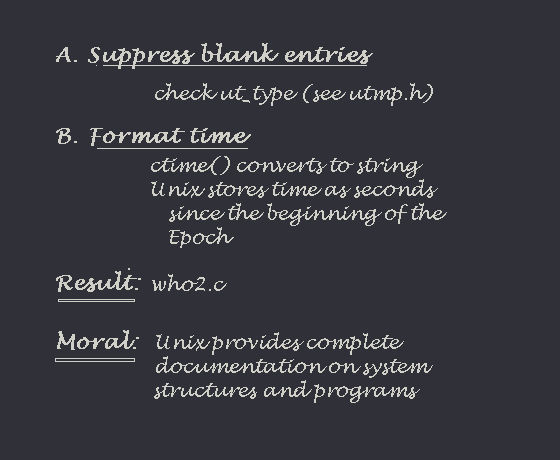 A. Suppress blank entries
check ut_type (see utmp.h)
B. Format time
ctime() converts to string
Unix stores time as seconds
since the beginning of the
Epoch
Result: who2.c
Moral: Unix provides complete
documentation on system
structures and programs